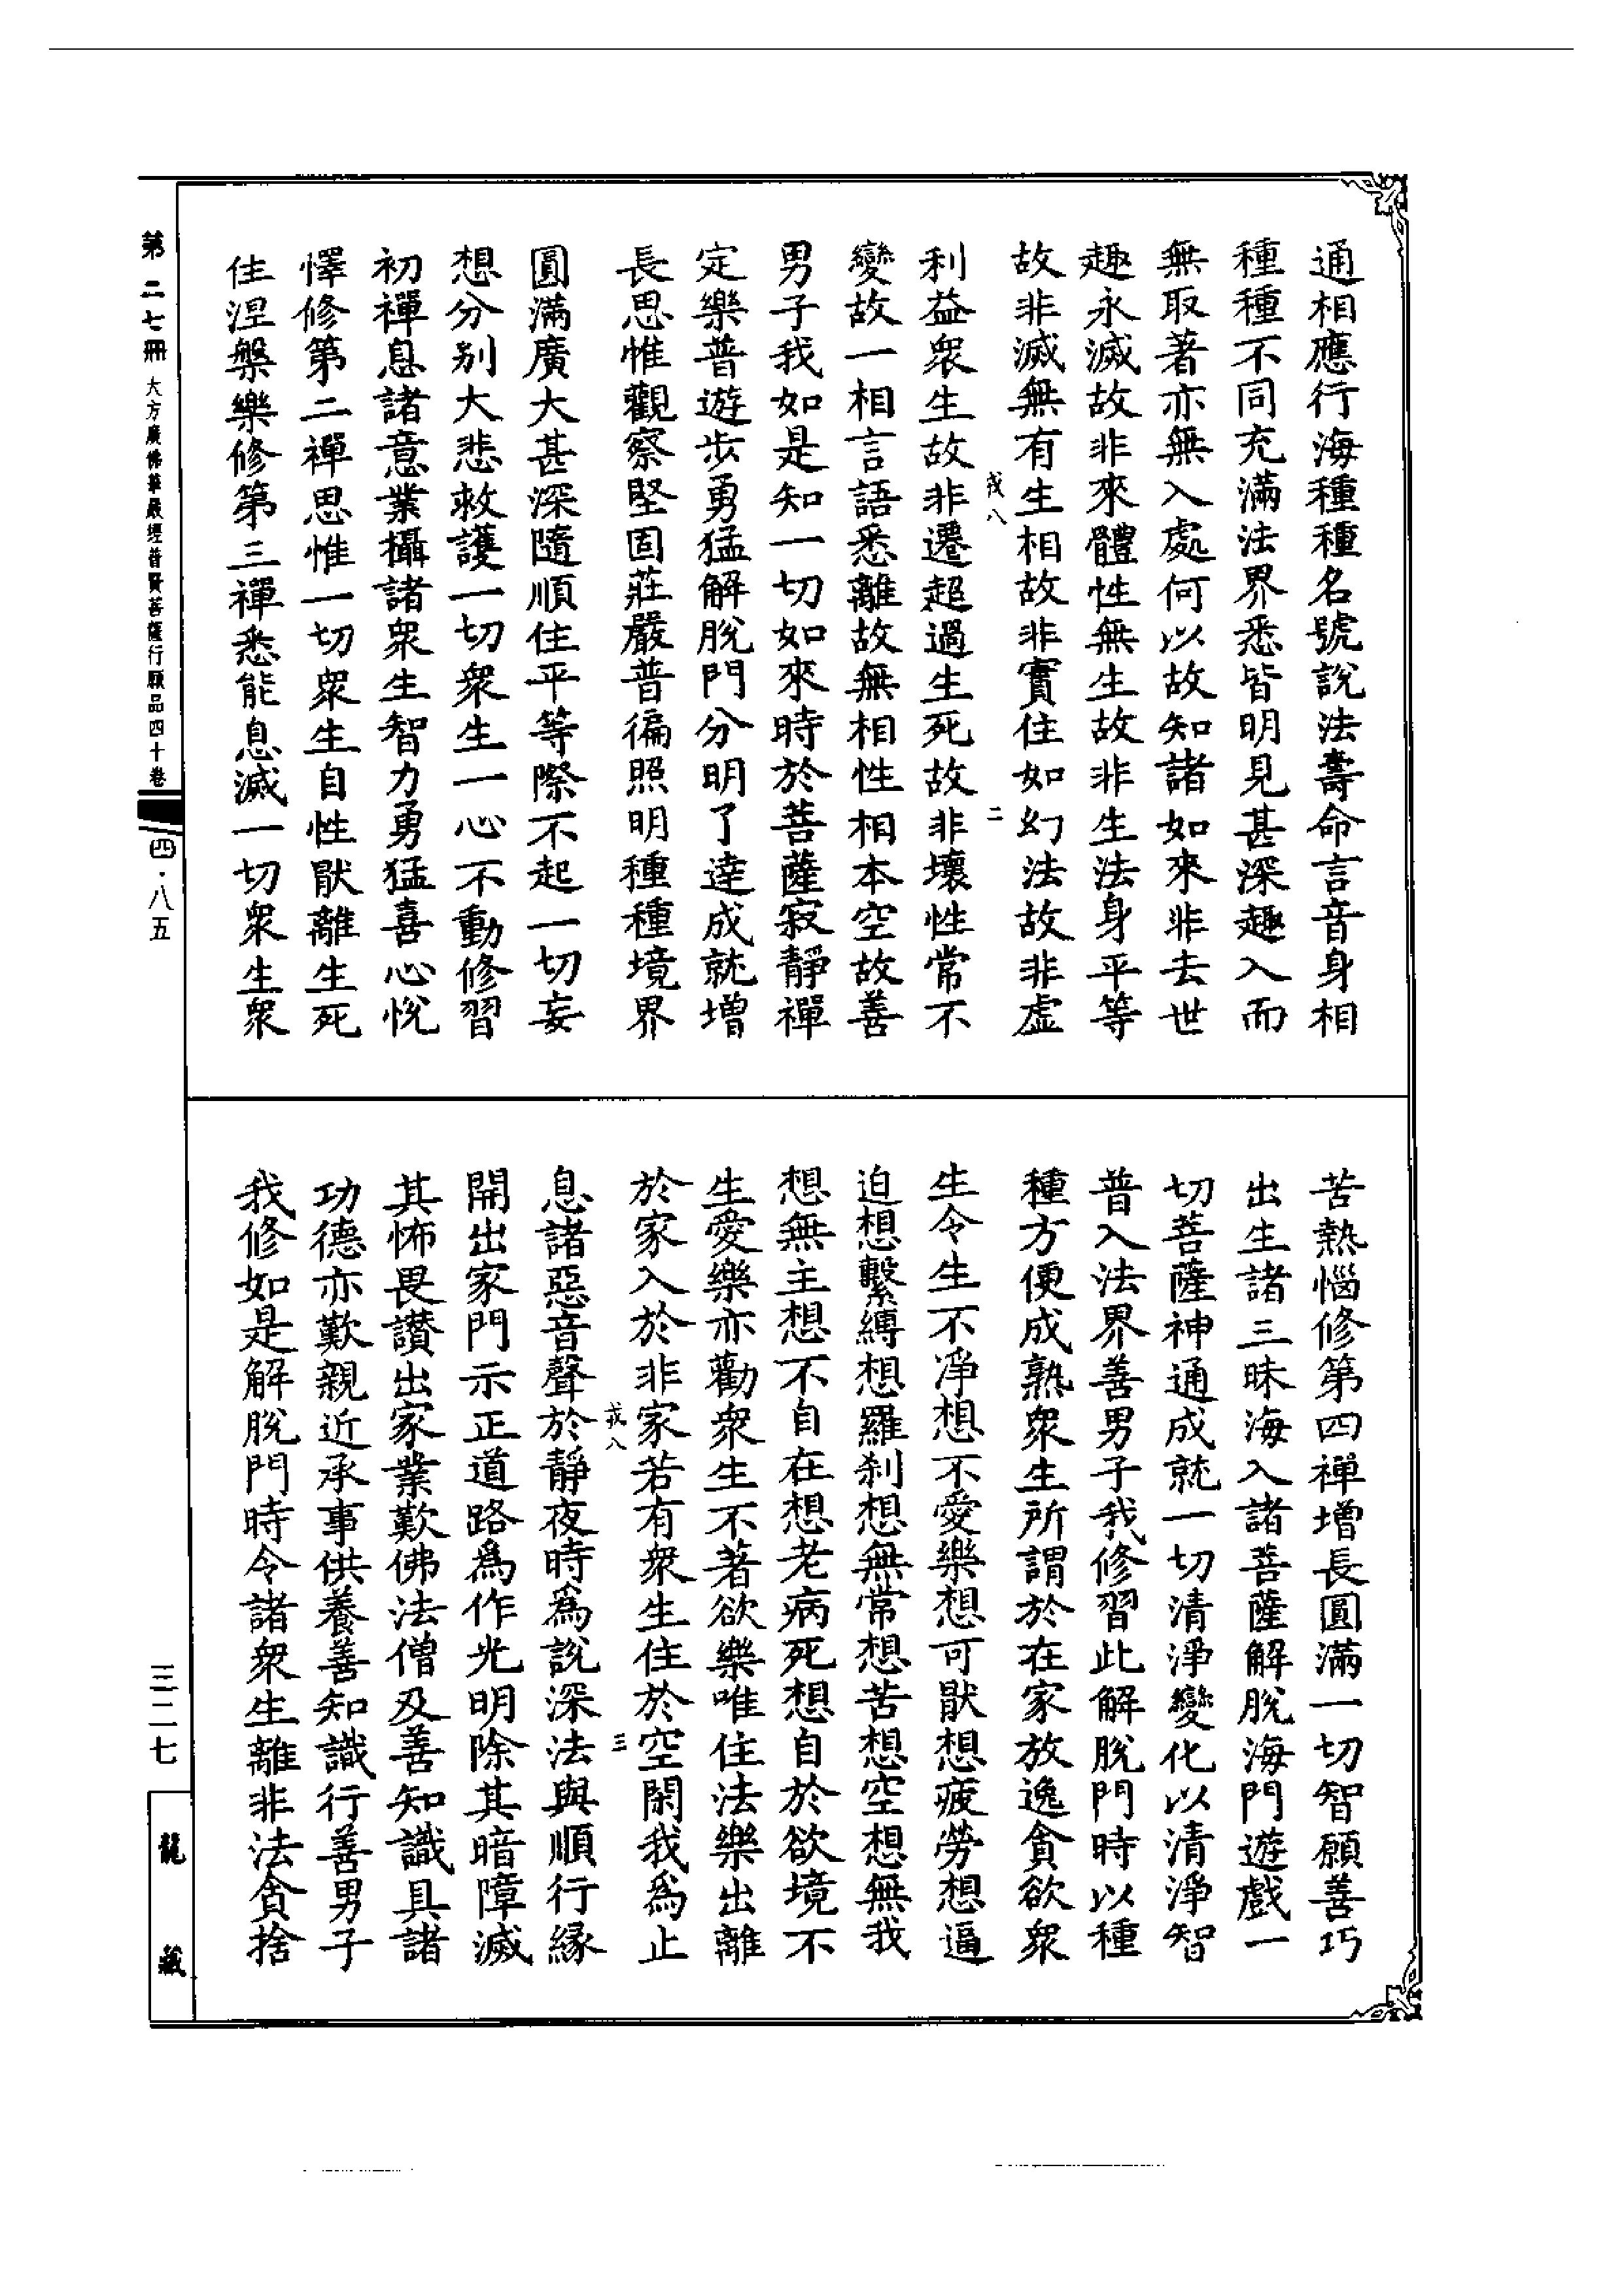 通相應行海種種名號說法壽命言音身相
種種不同充滿法界悉皆明見甚深趣入而
無取著亦無入處何以故知諸如來非去世
趣永滅故非來體性無生故非生法身平等
故非滅無有生相故非實住如幻法故非虛
二
利益衆生故非遷超過生死故非壞性常不
變故一相言語悉離故無相性相本空故善
男子我如是知一切如來時於菩薩寂靜禪
定樂普遊步勇猛解脫門分明了達成就增
長思惟觀察堅固莊嚴普徧照明種種境界
圓滿廣大甚深隨順住平等際不起一切妄
想分别大悲救護一切衆生一心不動修習
初禪息諸意業攝諸衆生智力勇猛喜心悅
懌修第二禪思惟一切衆生自性厭離生死
住涅槃樂修第三禪悉能息滅一切衆生衆
苦熱惱修第四禪增長圓滿一切智願善巧
出生諸三昧海入諸菩薩解脫海門遊戲一
切菩薩神通成就一切清淨變化以清淨智
普入法界善男子我修習此解脫門時以種
種方便成熟衆生所謂於在家放逸貪欲衆
生令生不淨想不愛樂想可厭想疲勞想逼
迫想繫縛想羅刹想無常想苦想空想無我
想無主想不自在想老病死想自於欲境不
生愛樂亦勸衆生不著欲樂唯住法樂出離
於家入於非家若有衆生住於空閑我爲止
三
息諸惡音聲於靜夜時爲說深法與順行緣
開出家門示正道路爲作光明除其暗障滅
其怖畏讚出家業歎佛法僧及善知識具諸
功德亦歎親近承事供養善知識行善男子
我修如是解脫門時令諸衆生離非法貪捨
第二七冊 大方廣佛華嚴經普賢菩薩行願品四十卷
四·八五
三二七
龍藏